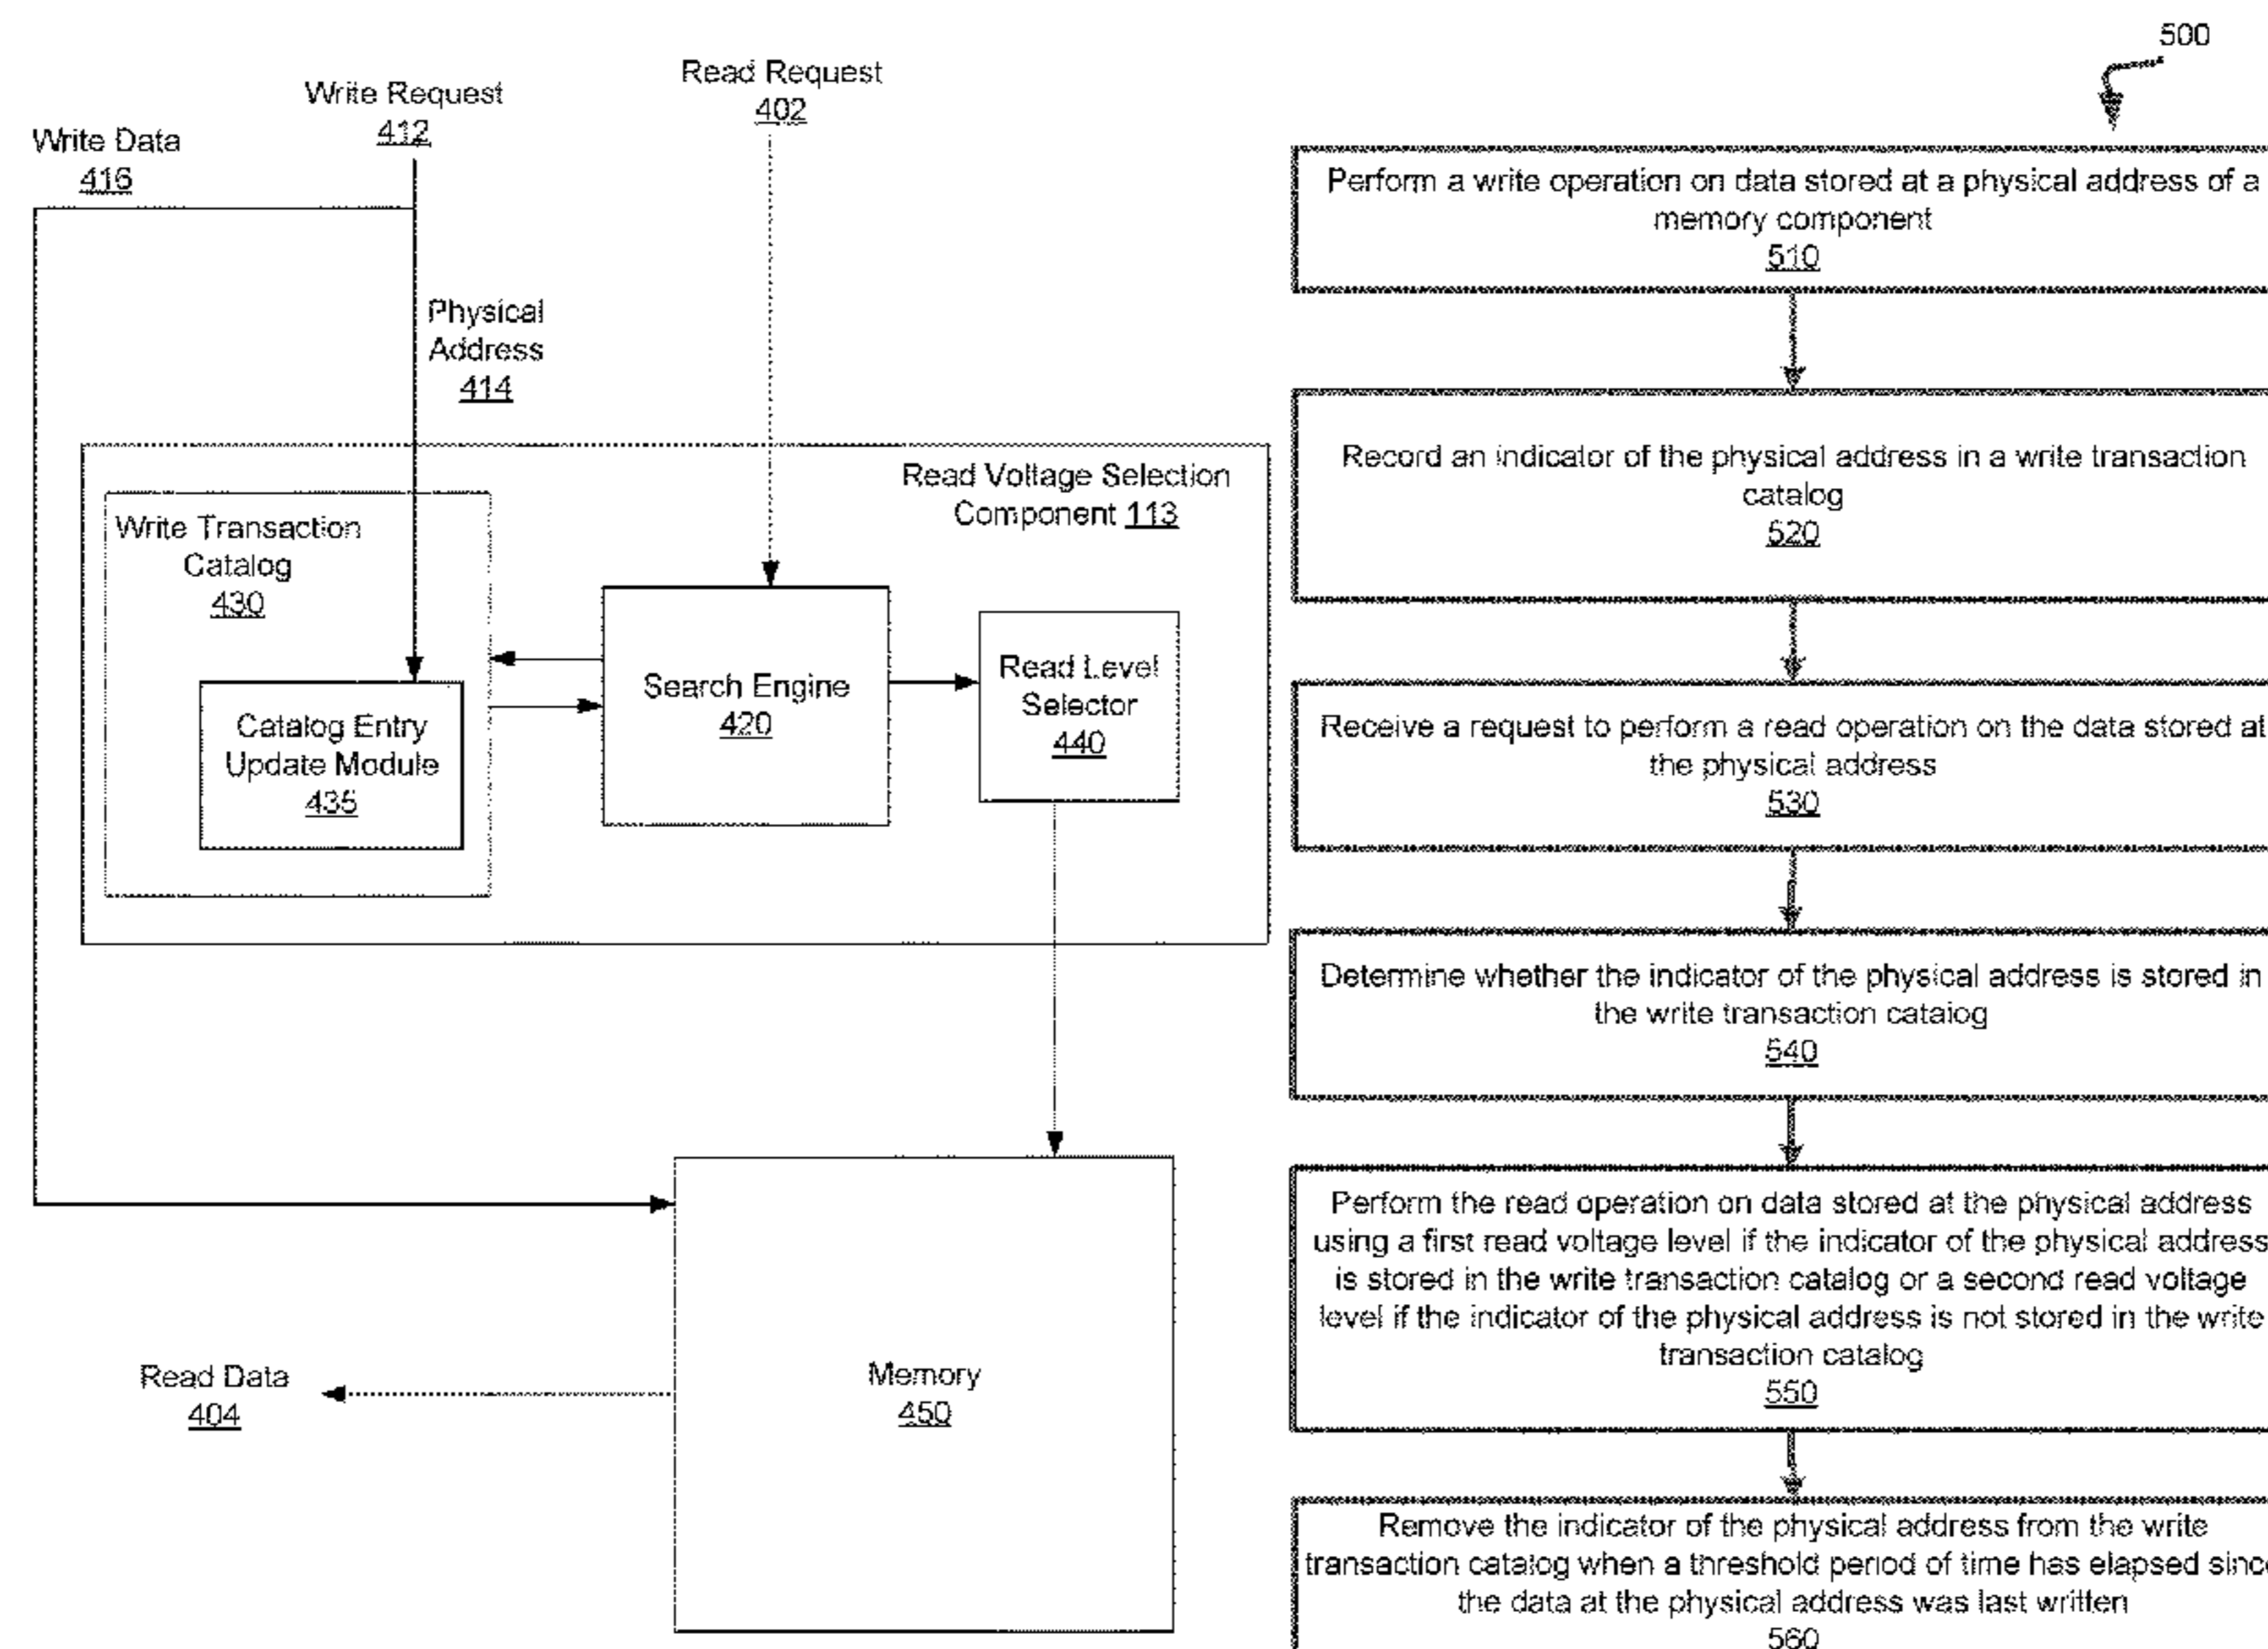 Write Data
416
Write Request
412
Read Request
402
Physical
Address
414
Read Voltage Selection
Component 113
Write Transaction
Catalog
430
Catalog Entry
Update Module
435
Search Engine
420
Read Level
Selector
440
Memory
450
Read Data
404
500
Perform a write operation on data stored at a physical address of a
memory component
510
Record an indicator of the physical address in a write transaction
catalog
520
Receive a request to perform a read operation on the data stored at
the physical address
530
Determine whether the indicator of the physical address is stored in
the write transaction catalog
540
Perform the read operation on data stored at the physical address
using a first read voltage level if the indicator of the physical address
is stored in the write transaction catalog or a second read voltage
level if the indicator of the physical address is not stored in the write
transaction catalog
550
Remove the indicator of the physical address from the write
transaction catalog when a threshold period of time has elapsed since
the data at the physical address was last written
560